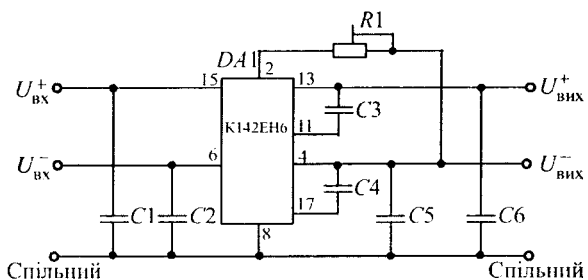 R1
DA1
2
15
13
U⁺вх
U⁺вих
К142ЕН6
C3
11
6
4
U⁻вх
U⁻вих
C4
17
C1
C2
C5
C6
8
Спільний
Спільний